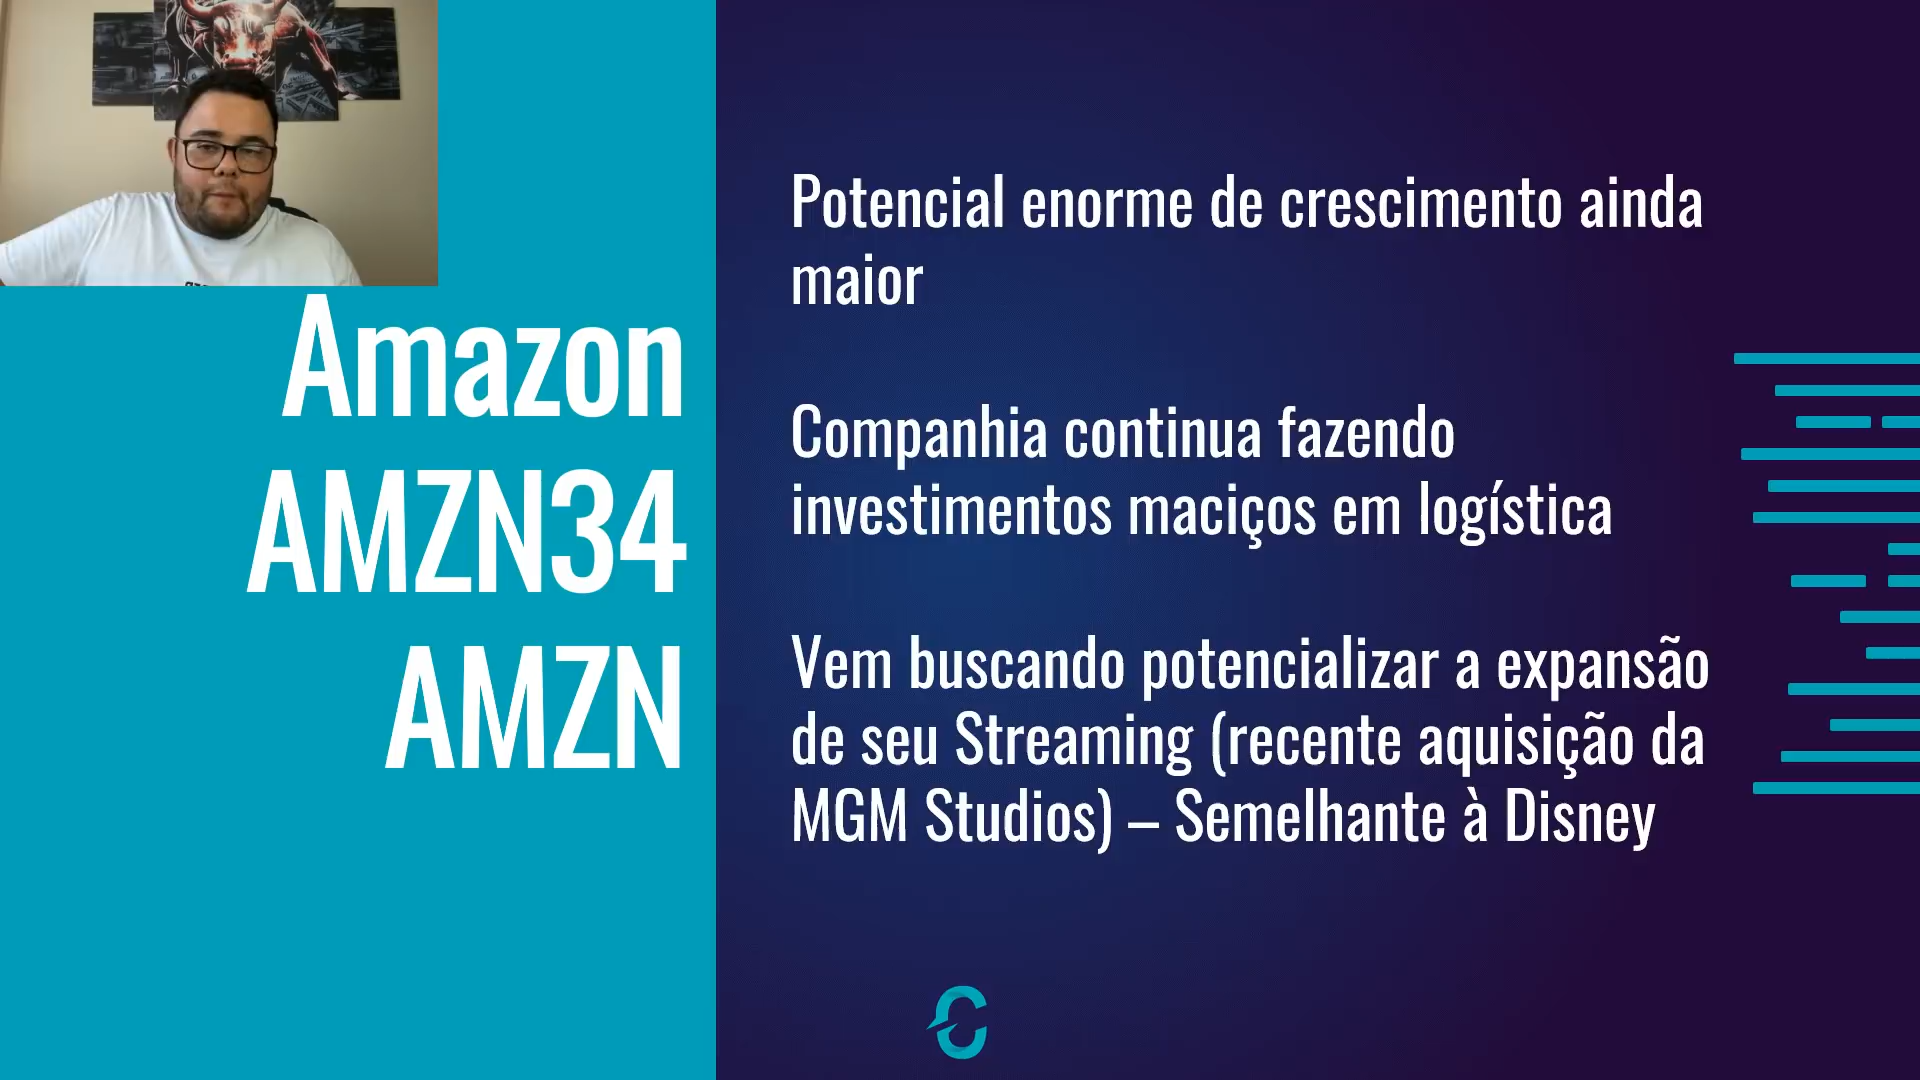 Amazon
AMZN34
AMZN
Potencial enorme de crescimento ainda
maior
Companhia continua fazendo
investimentos maciços em logística
Vem buscando potencializar a expansão
de seu Streaming (recente aquisição da
MGM Studios) – Semelhante à Disney